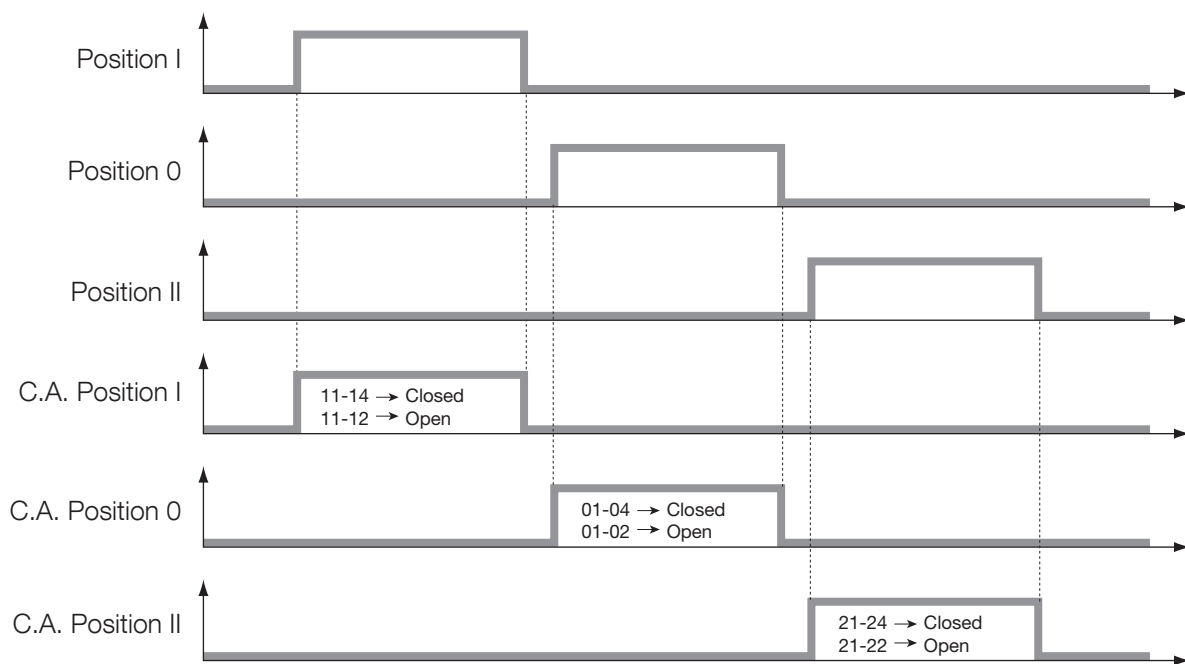 Position I
Position 0
Position II
C.A. Position I
11-14 → Closed
11-12 → Open
C.A. Position 0
01-04 → Closed
01-02 → Open
C.A. Position II
21-24 → Closed
21-22 → Open